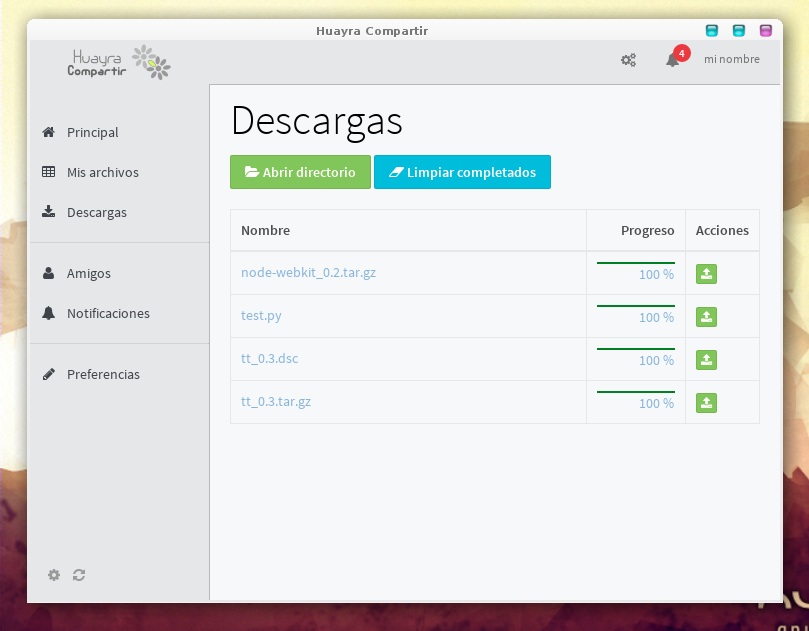 Huayra Compartir
Huayra
Compartir
4
mi nombre
Principal
Mis archivos
Descargas
Amigos
Notificaciones
Preferencias
Descargas
Abrir directorio Limpiar completados
Nombre Progreso Acciones
node-webkit_0.2.tar.gz 100 %
test.py 100 %
tt_0.3.dsc 100 %
tt_0.3.tar.gz 100 %